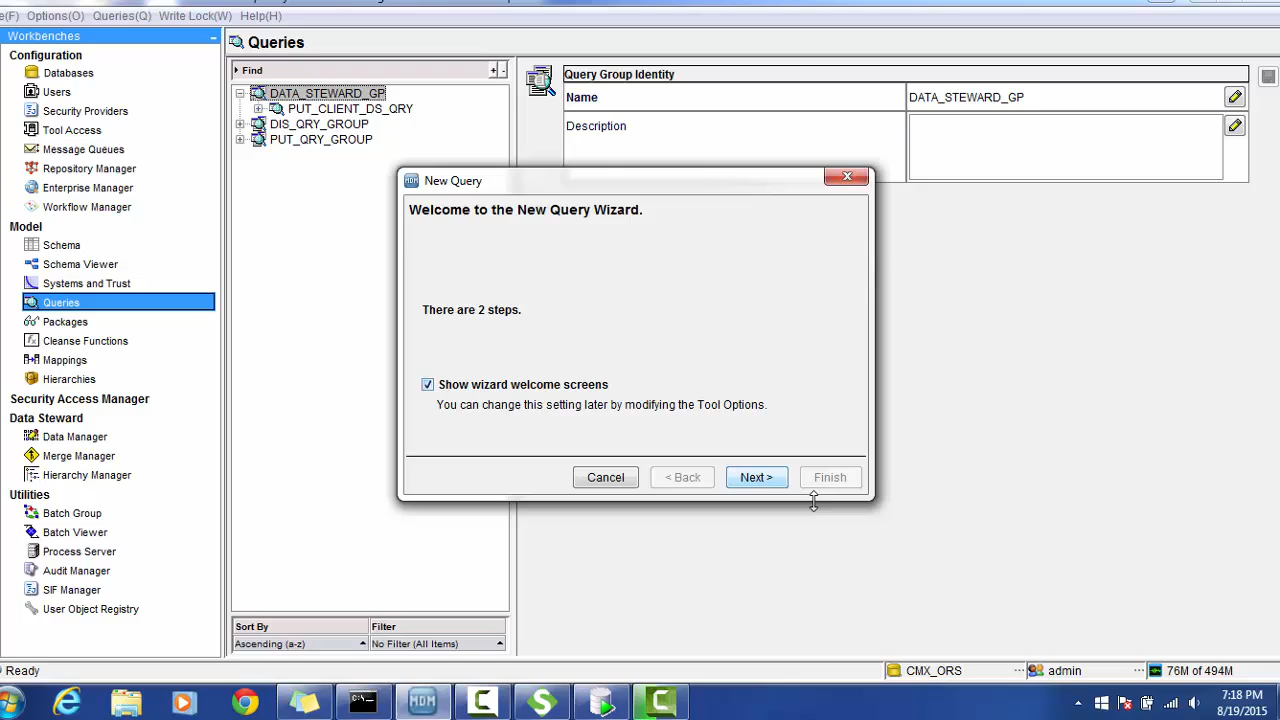 e(F) Options(O) Queries(Q) Write Lock(W) Help(H)
Workbenches
Configuration
Databases
Users
Security Providers
Tool Access
Message Queues
Repository Manager
Enterprise Manager
Workflow Manager
Model
Schema
Schema Viewer
Systems and Trust
Queries
Packages
Cleanse Functions
Mappings
Hierarchies
Security Access Manager
Data Steward
Data Manager
Merge Manager
Hierarchy Manager
Utilities
Batch Group
Batch Viewer
Process Server
Audit Manager
SIF Manager
User Object Registry
Queries
Find
DATA_STEWARD_GP
PUT_CLIENT_DS_QRY
DIS_QRY_GROUP
PUT_QRY_GROUP
Sort By Filter
Ascending (a-z) No Filter (All Items)
Query Group Identity
Name DATA_STEWARD_GP
Description
MDM New Query
Welcome to the New Query Wizard.
There are 2 steps.
Show wizard welcome screens
You can change this setting later by modifying the Tool Options.
Cancel < Back Next > Finish
Ready CMX_ORS admin 76M of 494M
MDM
7:18 PM
8/19/2015